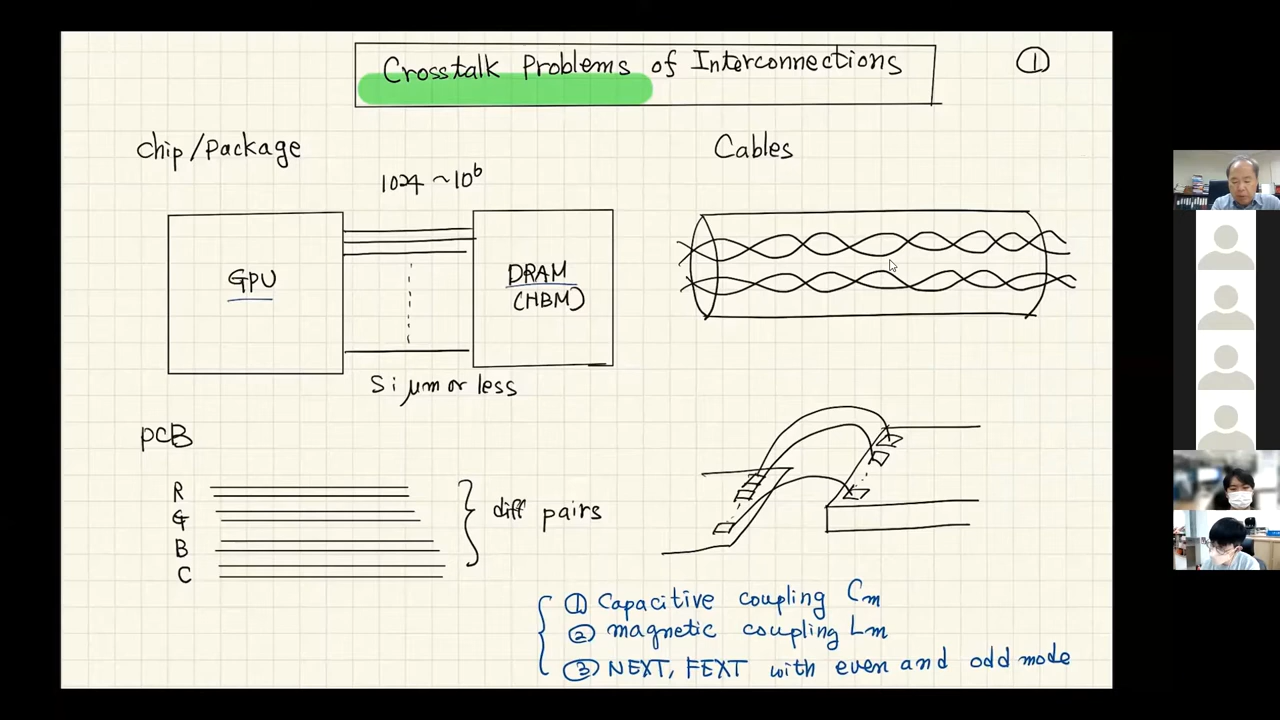 Crosstalk Problems of Interconnections
①
chip/package
Cables
1024 ~10⁶
GPU
DRAM
(HBM)
Si μm or less
PCB
R
G
B
C
diff pairs
① Capacitive coupling Cm
② magnetic coupling Lm
③ NEXT, FEXT with even and odd mode